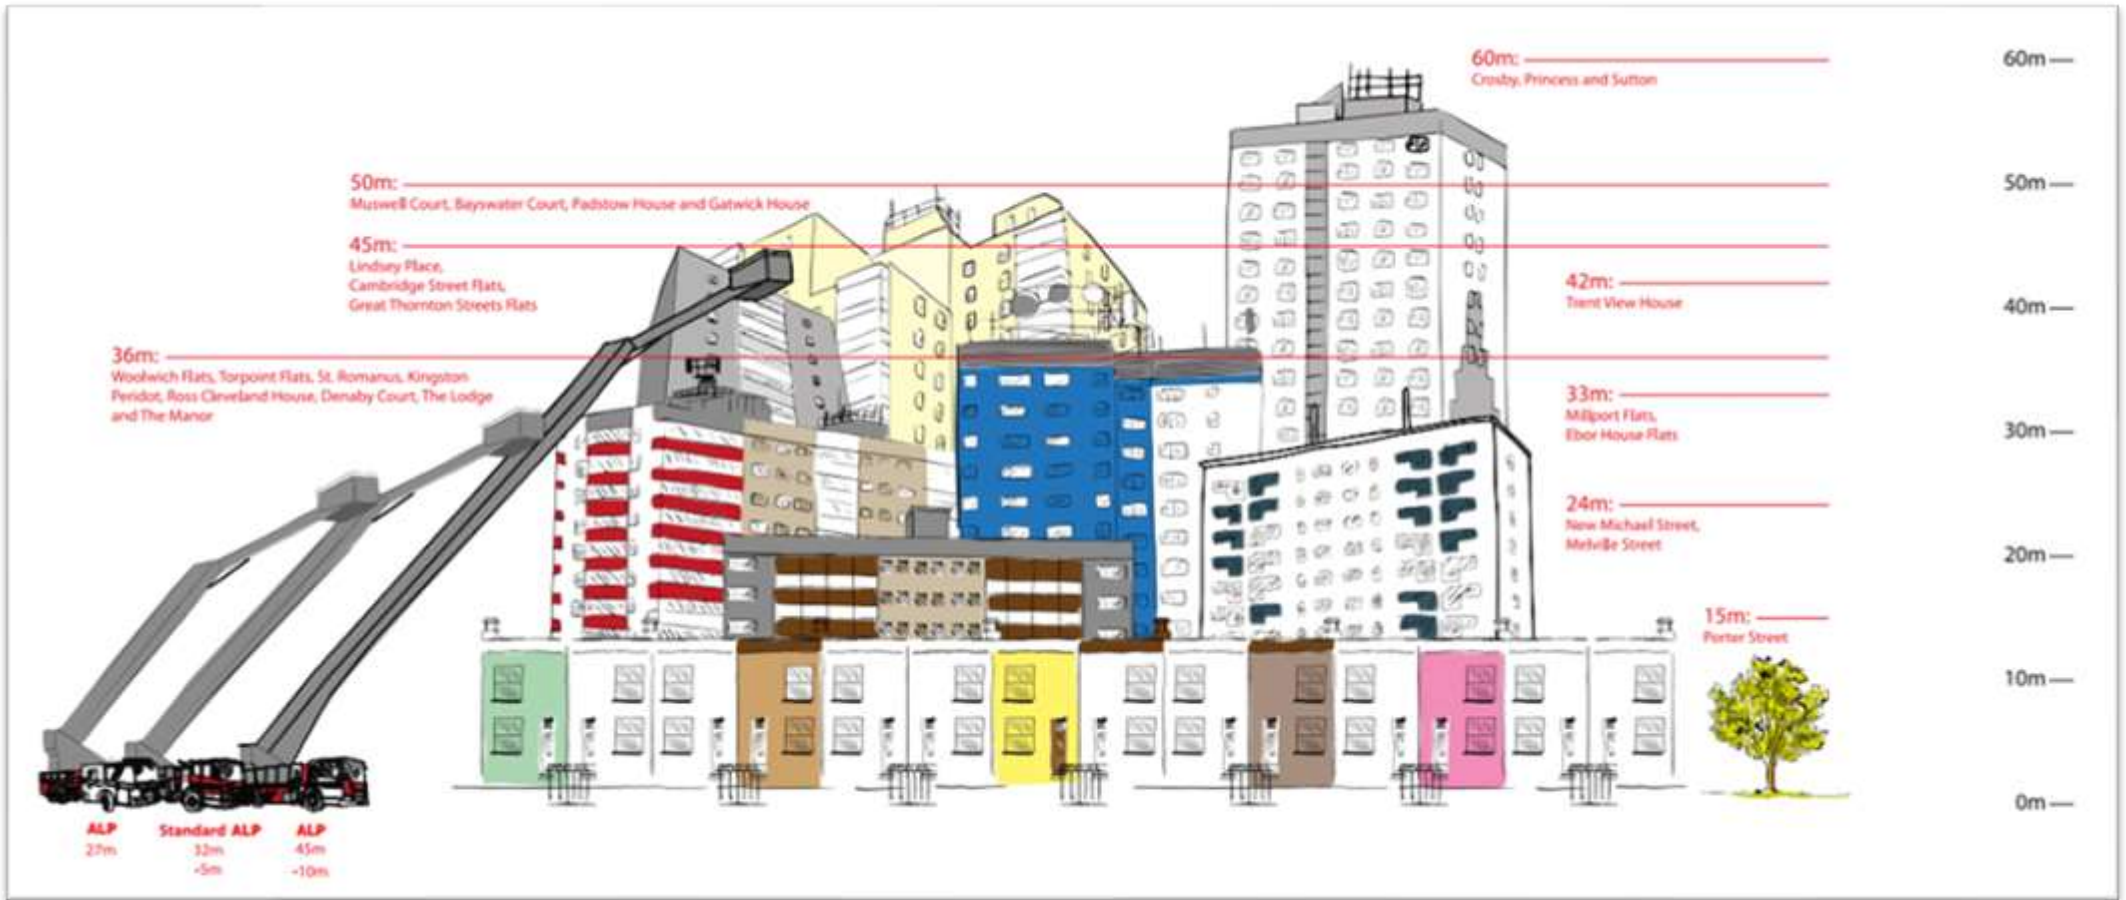 60m:
Crosby, Princess and Sutton
50m:
Muswell Court, Bayswater Court, Padstow House and Gatwick House
45m:
Lindsey Place,
Cambridge Street Flats,
Great Thornton Streets Flats
42m:
Trent View House
36m:
Woolwich Flats, Torpoint Flats, St. Romanus, Kingston
Peridot, Ross Cleveland House, Denaby Court, The Lodge
and The Manor
33m:
Millport Flats,
Ebor House Flats
24m:
New Michael Street,
Melville Street
15m:
Porter Street
60m
50m
40m
30m
20m
10m
0m
ALP
27m
Standard ALP
32m
-5m
ALP
45m
-10m